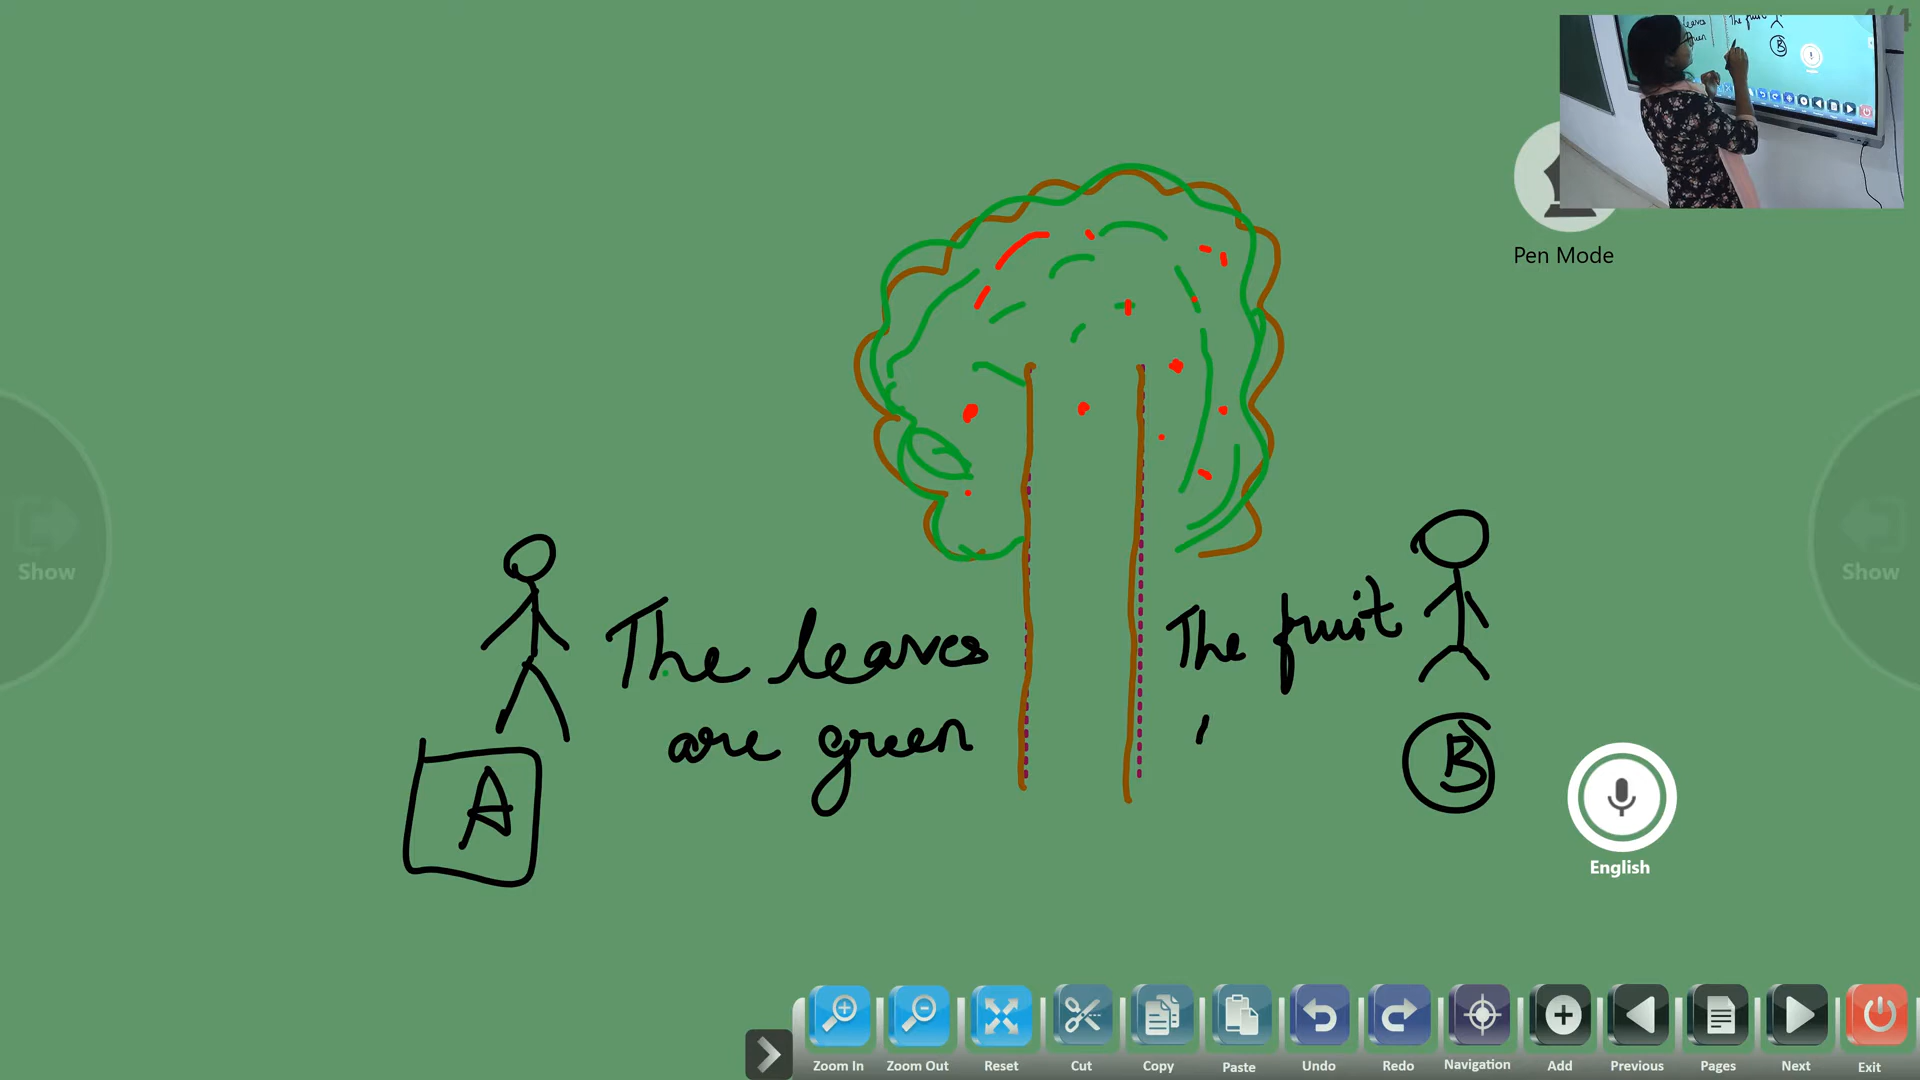 Pen Mode
Show
Show
The leaves
are green
The fruit
A
B
English
Zoom In
Zoom Out
Reset
Cut
Copy
Paste
Undo
Redo
Navigation
Add
Previous
Pages
Next
Exit